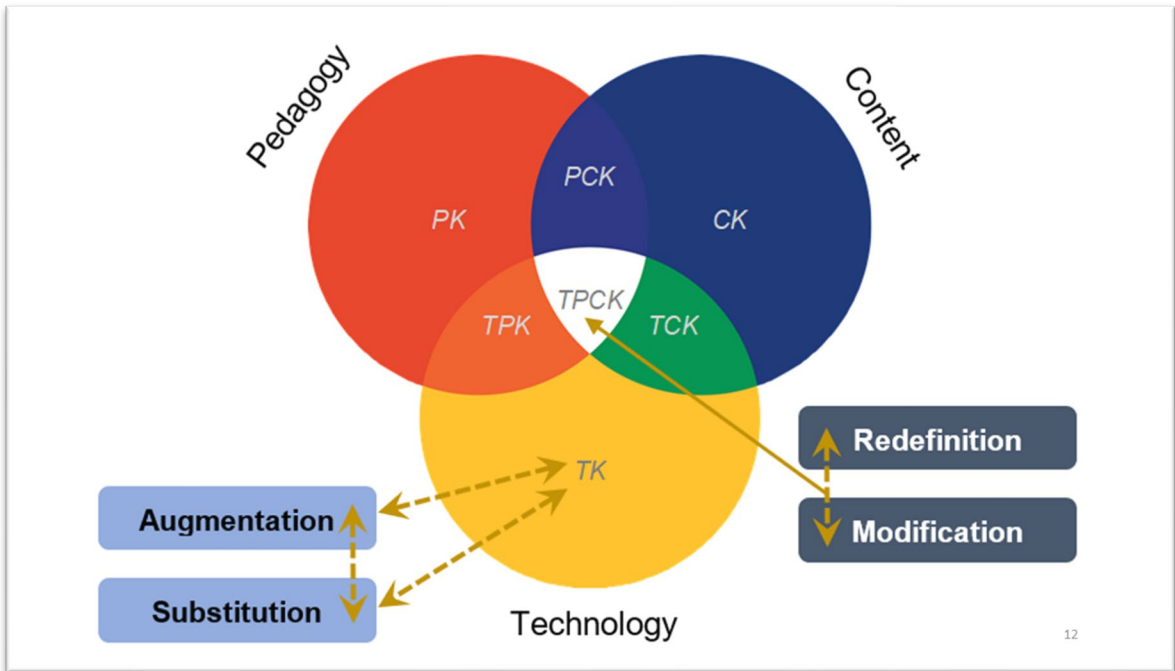 Pedagogy
Content
PCK
PK
CK
TPCK
TPK
TCK
Redefinition
TK
Augmentation
Modification
Substitution
Technology
12